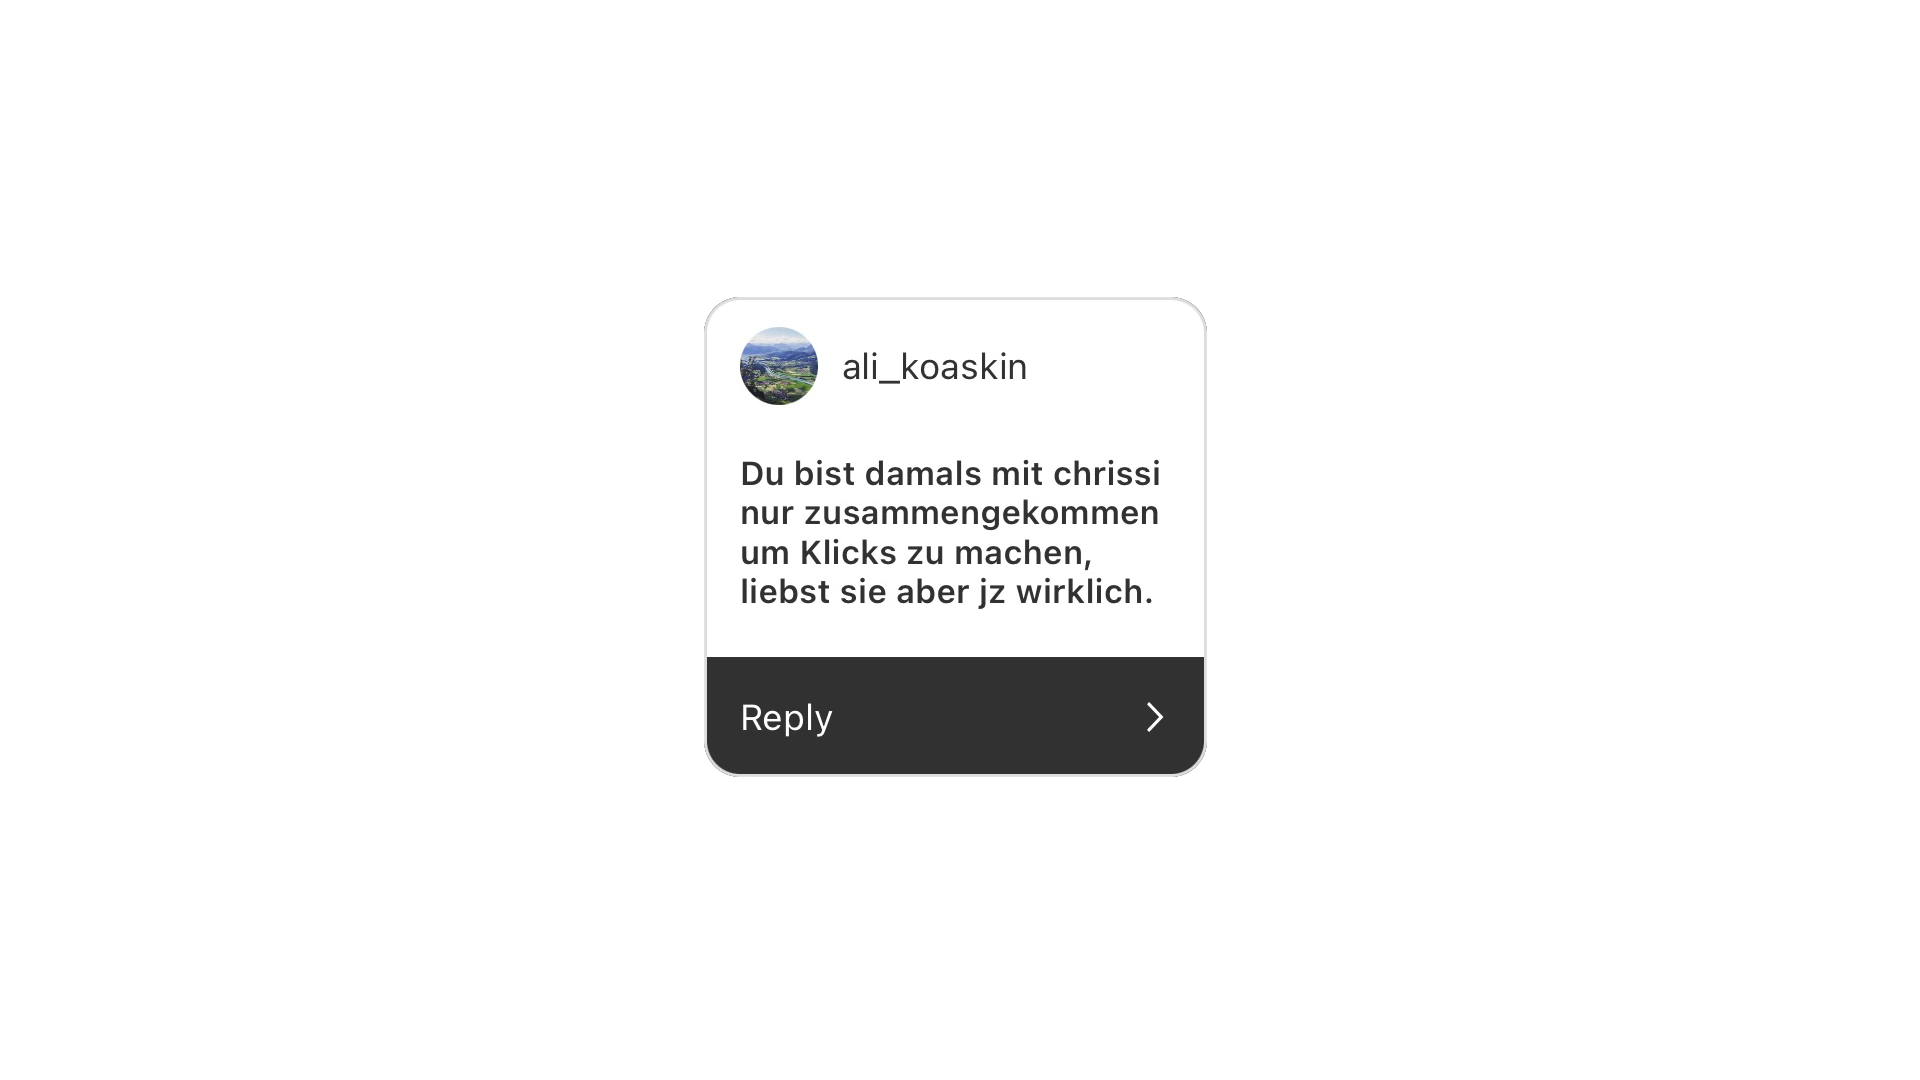 ali_koaskin
Du bist damals mit chrissi
nur zusammengekommen
um Klicks zu machen,
liebst sie aber jz wirklich.
Reply